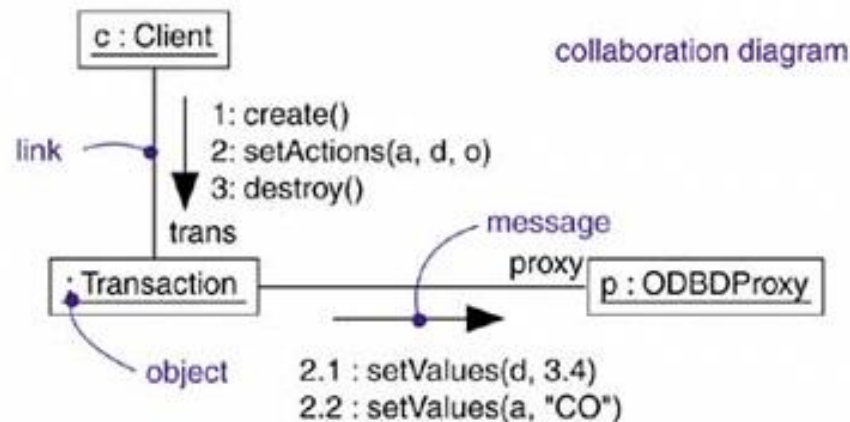 c : Client
collaboration diagram
1: create()
link
2: setActions(a, d, o)
3: destroy()
trans
message
proxy
: Transaction
p : ODBDProxy
object
2.1 : setValues(d, 3.4)
2.2 : setValues(a, "CO")